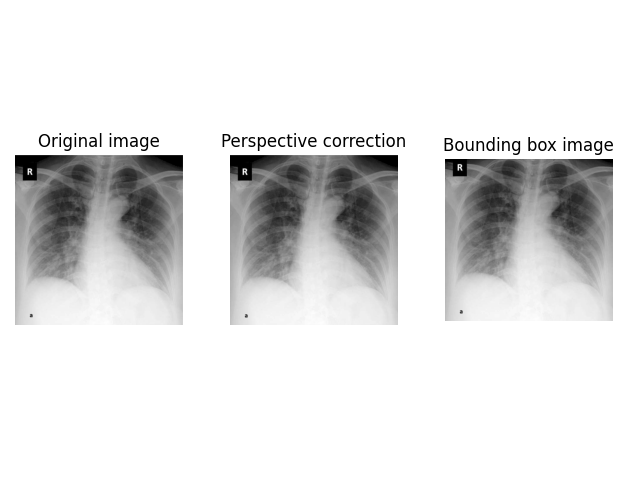 Original image
Perspective correction
Bounding box image
R
R
R
a
a
a